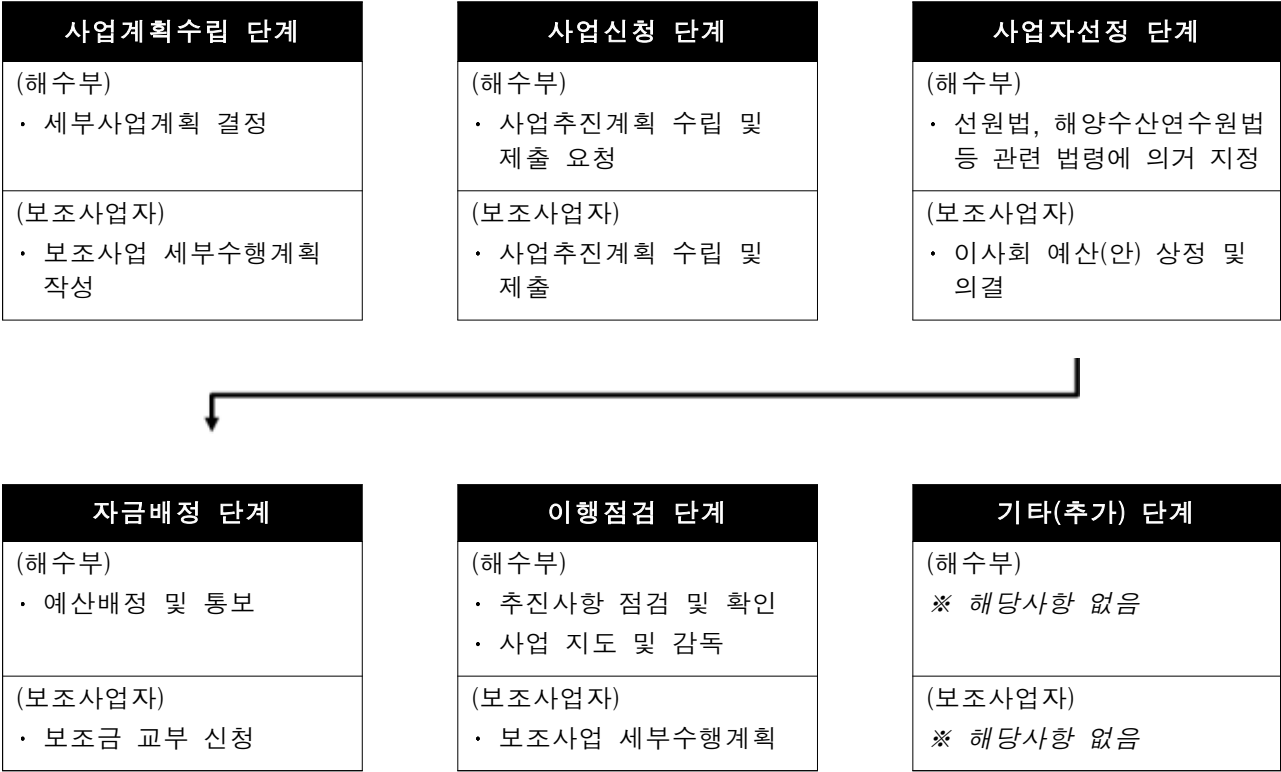 사업계획수립 단계
(해수부)
· 세부사업계획 결정
(보조사업자)
· 보조사업 세부수행계획
작성
사업신청 단계
(해수부)
· 사업추진계획 수립 및
제출 요청
(보조사업자)
· 사업추진계획 수립 및
제출
사업자선정 단계
(해수부)
· 선원법, 해양수산연수원법
등 관련 법령에 의거 지정
(보조사업자)
· 이사회 예산(안) 상정 및
의결
자금배정 단계
(해수부)
· 예산배정 및 통보
(보조사업자)
· 보조금 교부 신청
이행점검 단계
(해수부)
· 추진사항 점검 및 확인
· 사업 지도 및 감독
(보조사업자)
· 보조사업 세부수행계획
기타(추가) 단계
(해수부)
※ 해당사항 없음
(보조사업자)
※ 해당사항 없음